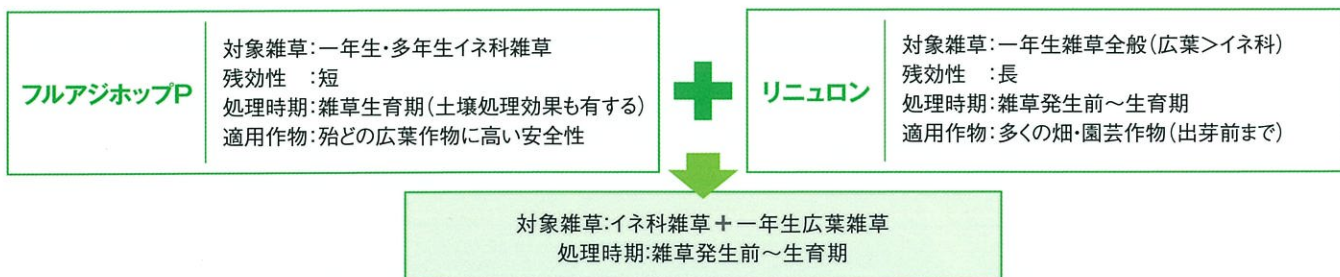 フルアジホップP
対象雑草:一年生・多年生イネ科雑草
残効性　:短
処理時期:雑草生育期(土壌処理効果も有する)
適用作物:殆どの広葉作物に高い安全性
+
リニュロン
対象雑草:一年生雑草全般(広葉>イネ科)
残効性　:長
処理時期:雑草発生前～生育期
適用作物:多くの畑・園芸作物(出芽前まで)
対象雑草:イネ科雑草+一年生広葉雑草
処理時期:雑草発生前～生育期